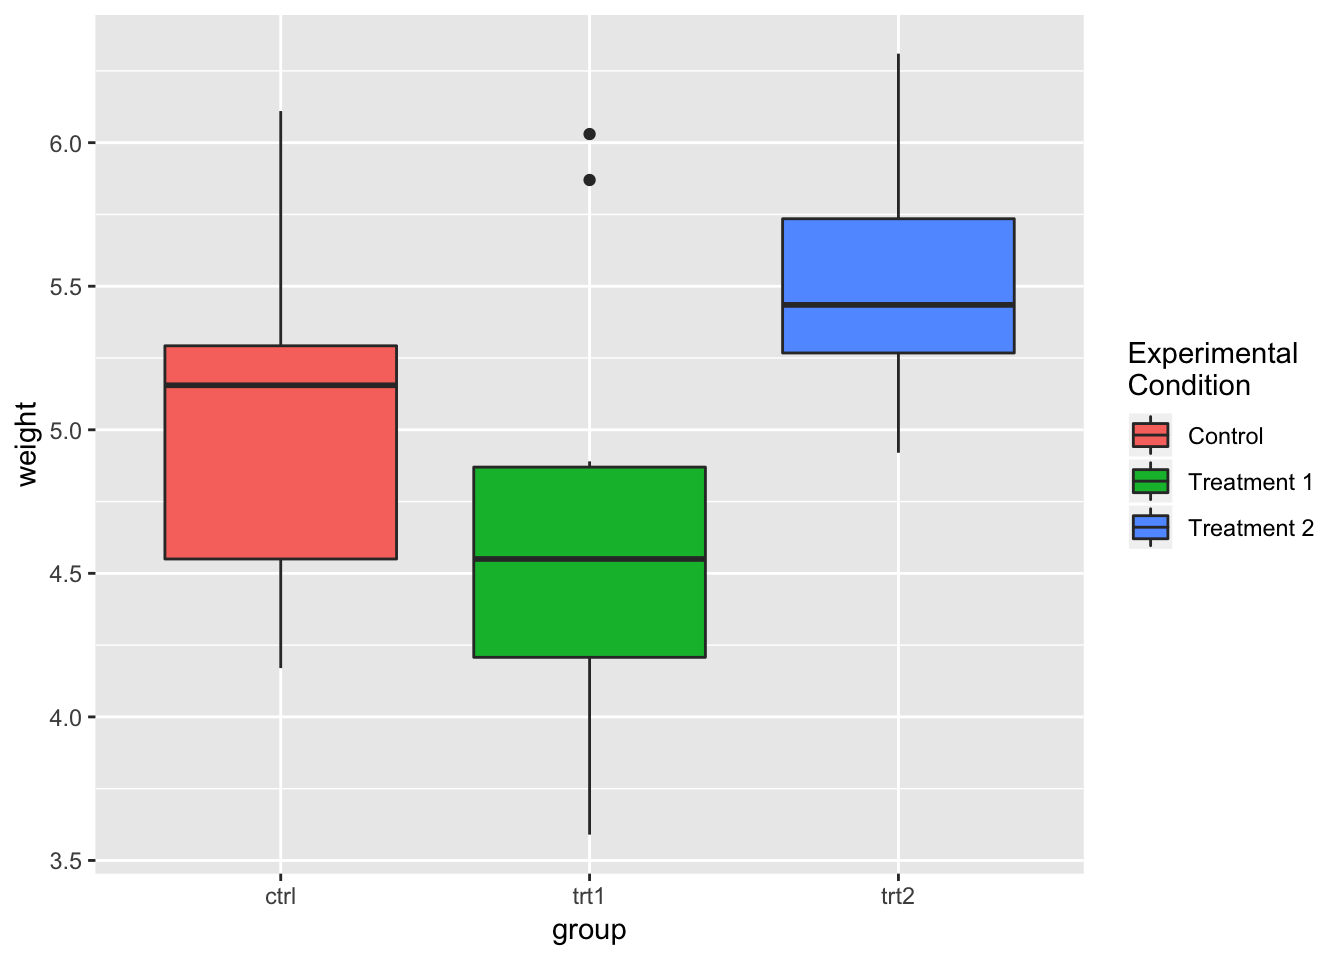 6.0
5.5
5.0
4.5
4.0
3.5
weight
ctrl
trt1
trt2
group
Experimental
Condition
Control
Treatment 1
Treatment 2